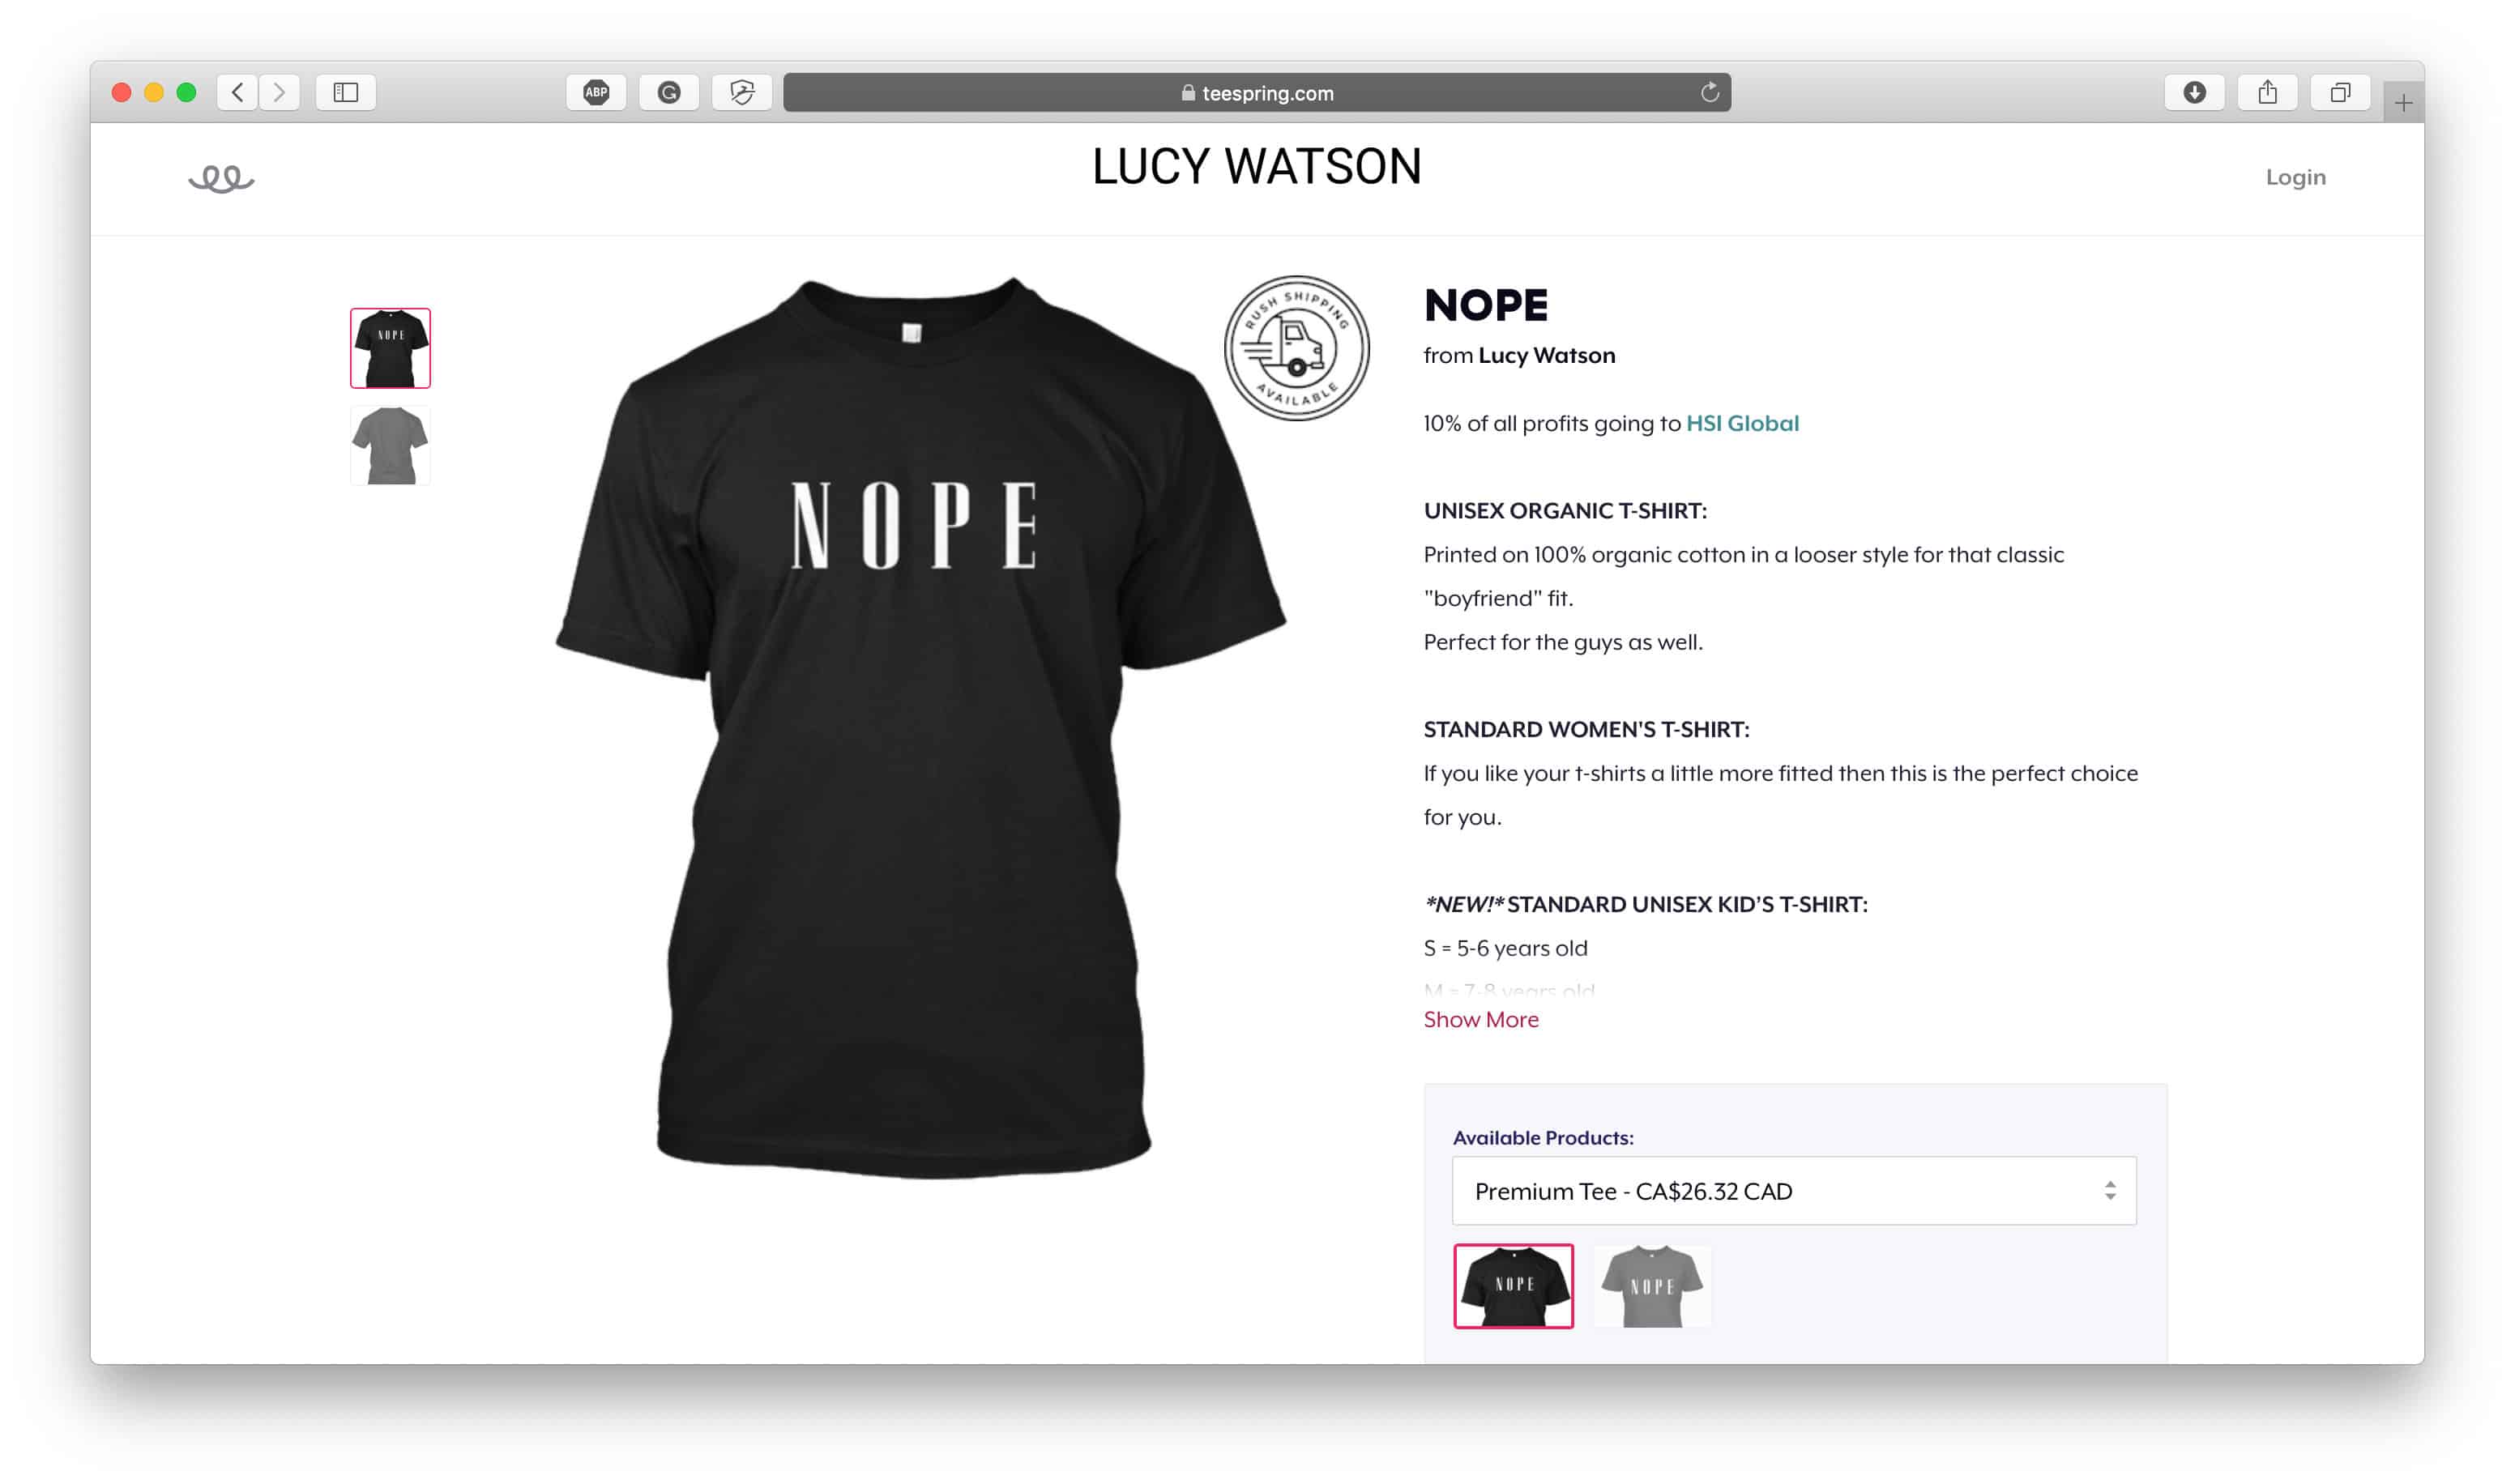 ABP
teespring.com
LUCY WATSON
Login
NOPE
NOPE
RUSH SHIPPING
AVAILABLE
NOPE
from Lucy Watson
10% of all profits going to HSI Global
UNISEX ORGANIC T-SHIRT:
Printed on 100% organic cotton in a looser style for that classic
"boyfriend" fit.
Perfect for the guys as well.
STANDARD WOMEN'S T-SHIRT:
If you like your t-shirts a little more fitted then this is the perfect choice
for you.
*NEW!* STANDARD UNISEX KID’S T-SHIRT:
S = 5-6 years old
M = 7-8 years old
Show More
Available Products:
Premium Tee - CA$26.32 CAD
NOPE
NOPE